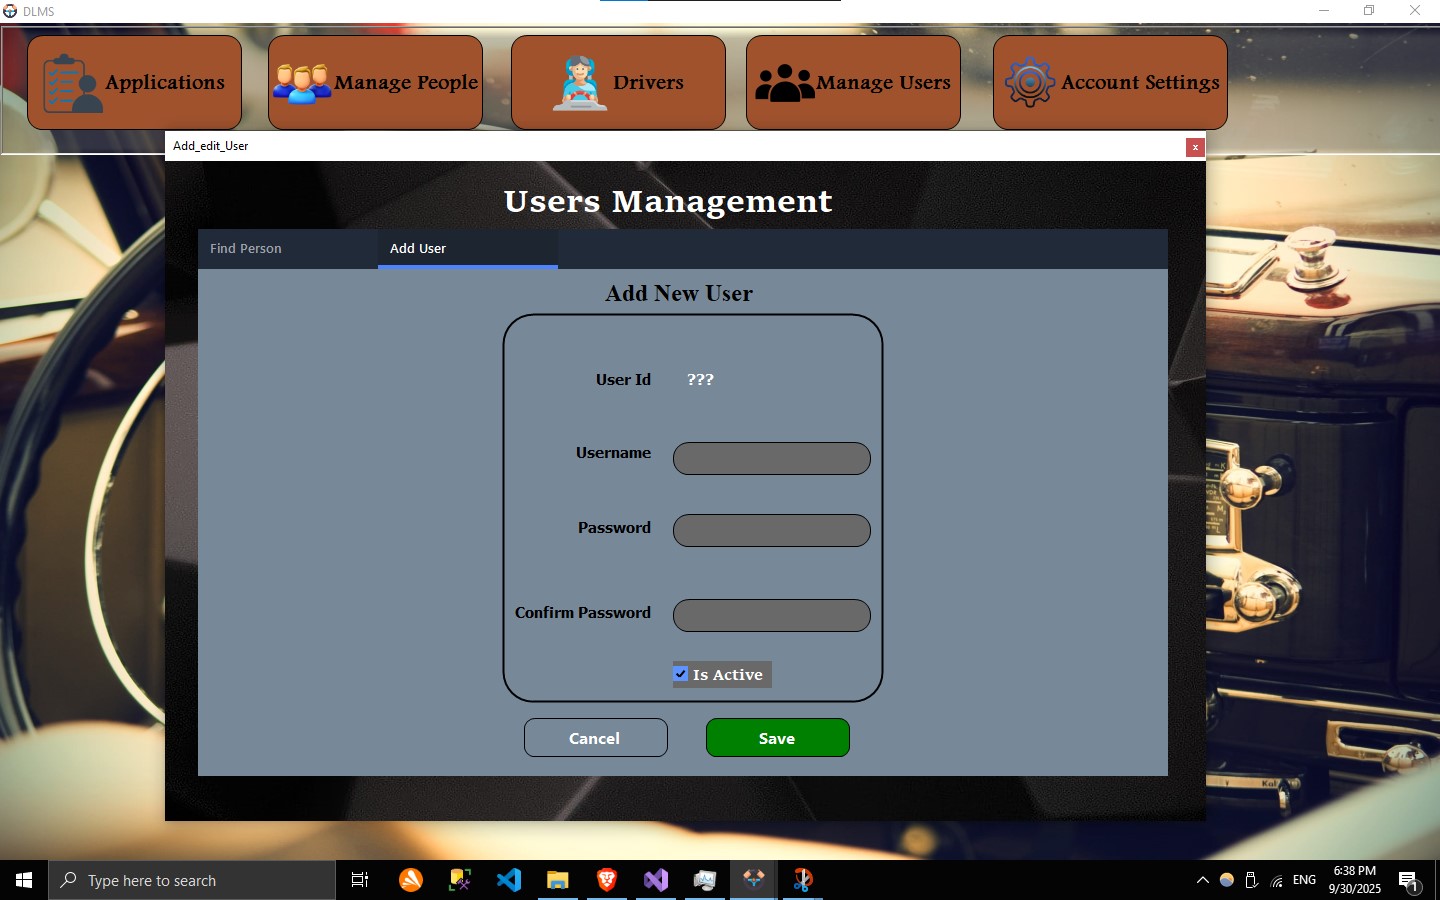 DLMS
Applications
Manage People
Drivers
Manage Users
Account Settings
Add_edit_User
x
Users Management
Find Person
Add User
Add New User
User Id ???
Username
Password
Confirm Password
Is Active
Cancel
Save
Type here to search
ENG
6:38 PM
9/30/2025
1